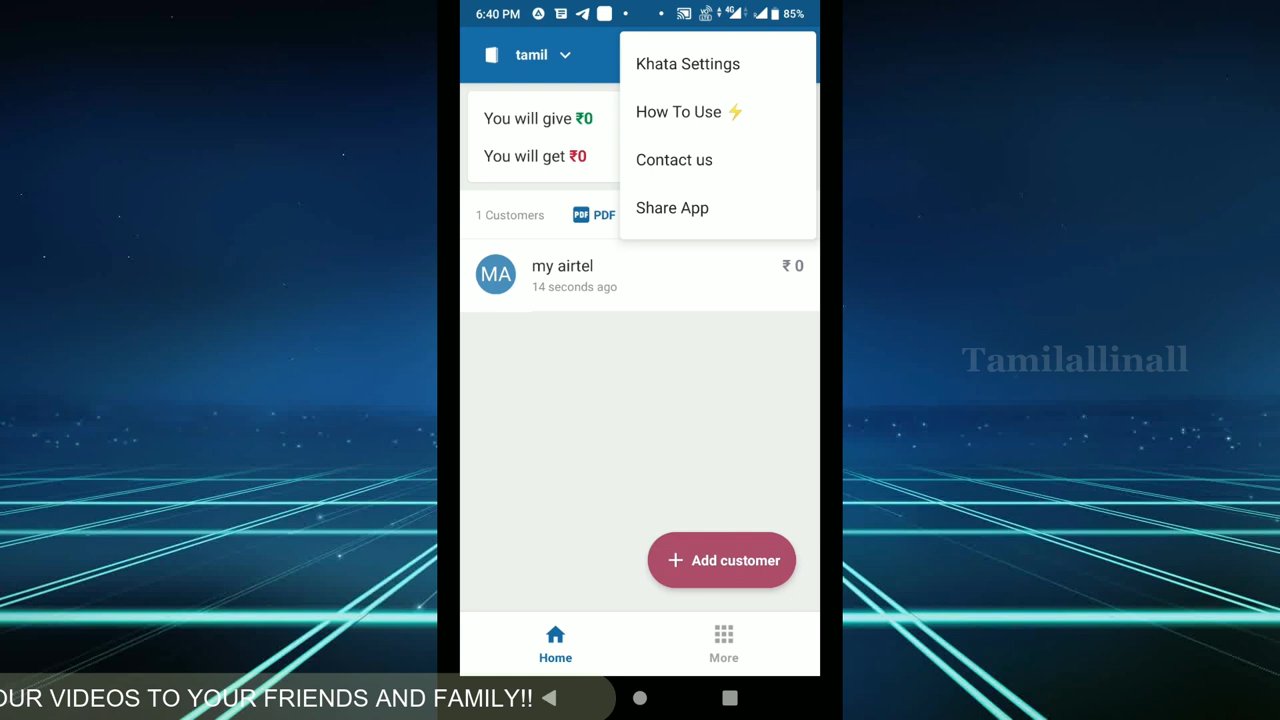 6:40 PM
4G
85%
tamil
Khata Settings
How To Use ⚡
Contact us
Share App
You will give ₹0
You will get ₹0
1 Customers
PDF PDF
MA
my airtel
₹ 0
14 seconds ago
Tamilallinall
+ Add customer
Home
More
OUR VIDEOS TO YOUR FRIENDS AND FAMILY!!